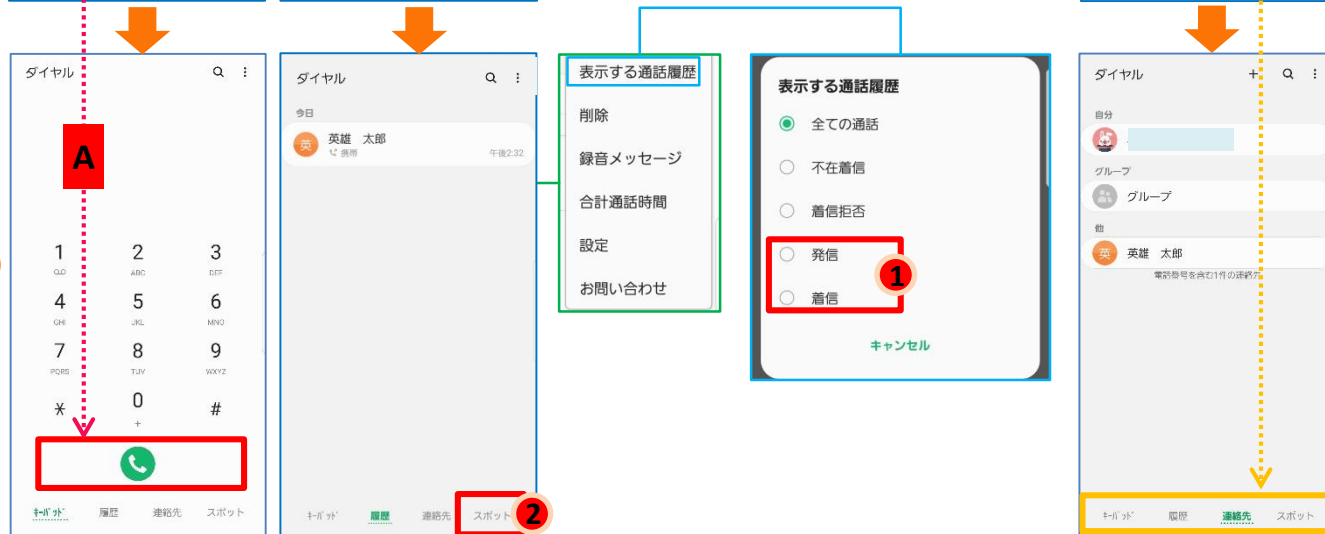 ダイヤル
A
1
2
ABC
3
DEF
4
GHI
5
JKL
6
MNO
7
PQRS
8
TUV
9
WXYZ
*
0
+
#
キーパッド 履歴 連絡先 スポット
ダイヤル
今日
英 英雄 太郎
携帯 午後2:32
キーパッド 履歴 連絡先 スポット
2
表示する通話履歴
削除
録音メッセージ
合計通話時間
設定
お問い合わせ
表示する通話履歴
全ての通話
不在着信
着信拒否
発信
着信
1
キャンセル
ダイヤル +
自分
グループ
グループ
他
英 英雄 太郎
電話番号を含む1件の連絡先
キーパッド 履歴 連絡先 スポット